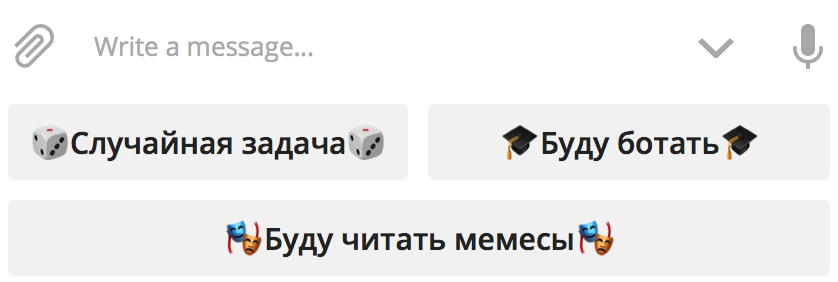 Write a message...
🎲Случайная задача🎲
🎓Буду ботать🎓
🎭Буду читать мемесы🎭